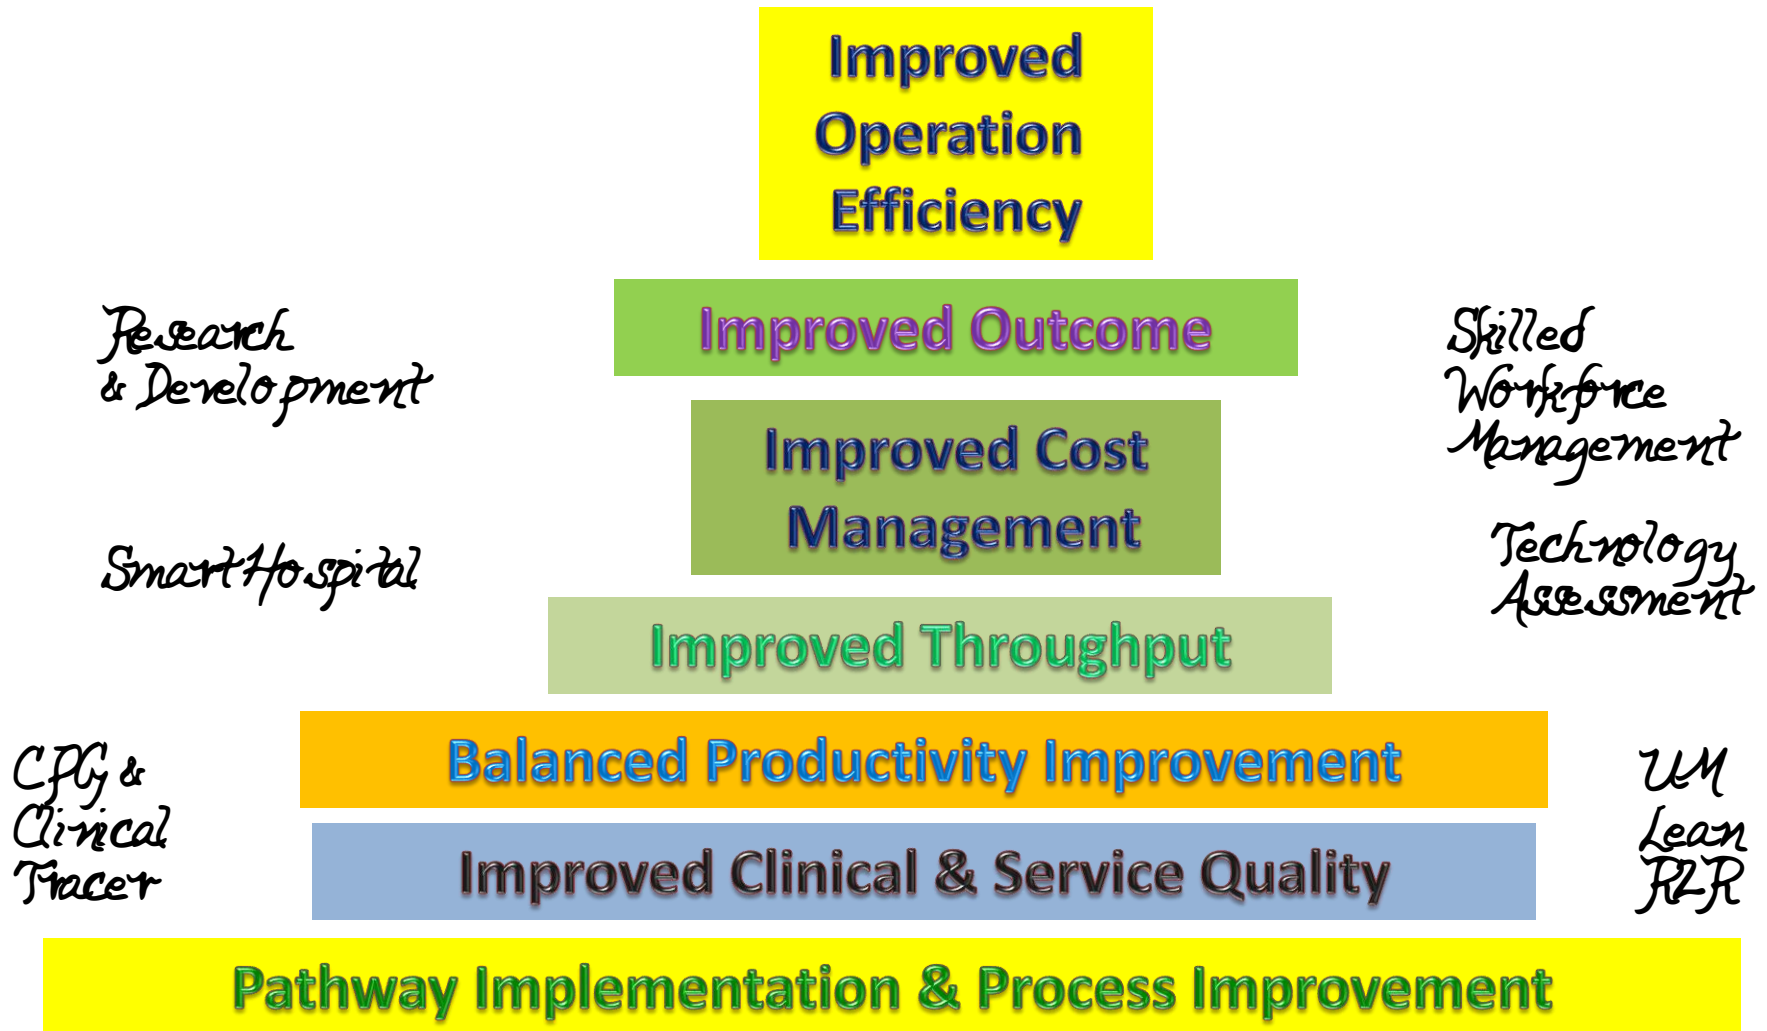 Improved
Operation
Efficiency
Improved Outcome
Research
& Development
Skilled
Workforce
Management
Improved Cost
Management
Smart Hospital
Technology
Assessment
Improved Throughput
Balanced Productivity Improvement
CPG &
Clinical
Tracer
UM
Lean
R2R
Improved Clinical & Service Quality
Pathway Implementation & Process Improvement